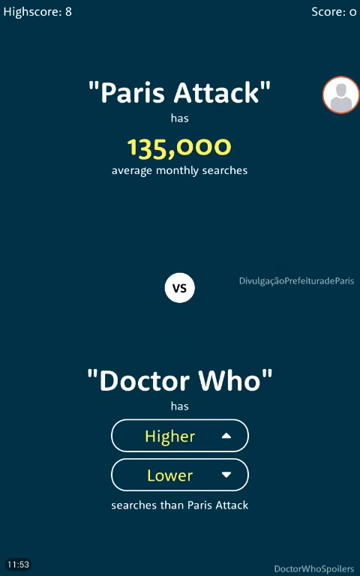 Highscore: 8
Score: 0
"Paris Attack"
has
135,000
average monthly searches
VS
DivulgaçãoPrefeituradeParis
"Doctor Who"
has
Higher
Lower
searches than Paris Attack
11:53
DoctorWhoSpoilers